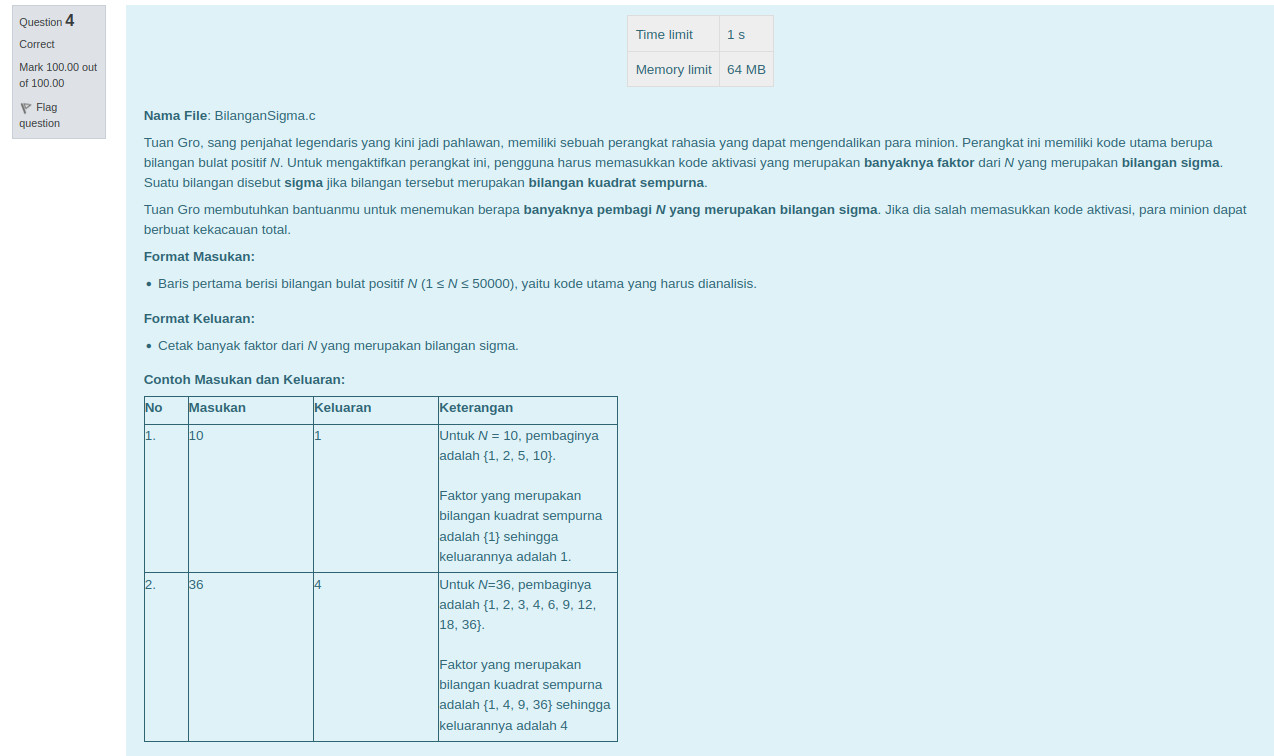 Question 4
Correct
Mark 100.00 out
of 100.00
Flag
question
Time limit 1 s
Memory limit 64 MB
Nama File: BilanganSigma.c
Tuan Gro, sang penjahat legendaris yang kini jadi pahlawan, memiliki sebuah perangkat rahasia yang dapat mengendalikan para minion. Perangkat ini memiliki kode utama berupa
bilangan bulat positif N. Untuk mengaktifkan perangkat ini, pengguna harus memasukkan kode aktivasi yang merupakan banyaknya faktor dari N yang merupakan bilangan sigma.
Suatu bilangan disebut sigma jika bilangan tersebut merupakan bilangan kuadrat sempurna.
Tuan Gro membutuhkan bantuanmu untuk menemukan berapa banyaknya pembagi N yang merupakan bilangan sigma. Jika dia salah memasukkan kode aktivasi, para minion dapat
berbuat kekacauan total.
Format Masukan:
• Baris pertama berisi bilangan bulat positif N (1 ≤ N ≤ 50000), yaitu kode utama yang harus dianalisis.
Format Keluaran:
• Cetak banyak faktor dari N yang merupakan bilangan sigma.
Contoh Masukan dan Keluaran:
No Masukan Keluaran Keterangan
1. 10 1 Untuk N = 10, pembaginya
adalah {1, 2, 5, 10}.
Faktor yang merupakan
bilangan kuadrat sempurna
adalah {1} sehingga
keluarannya adalah 1.
2. 36 4 Untuk N=36, pembaginya
adalah {1, 2, 3, 4, 6, 9, 12,
18, 36}.
Faktor yang merupakan
bilangan kuadrat sempurna
adalah {1, 4, 9, 36} sehingga
keluarannya adalah 4